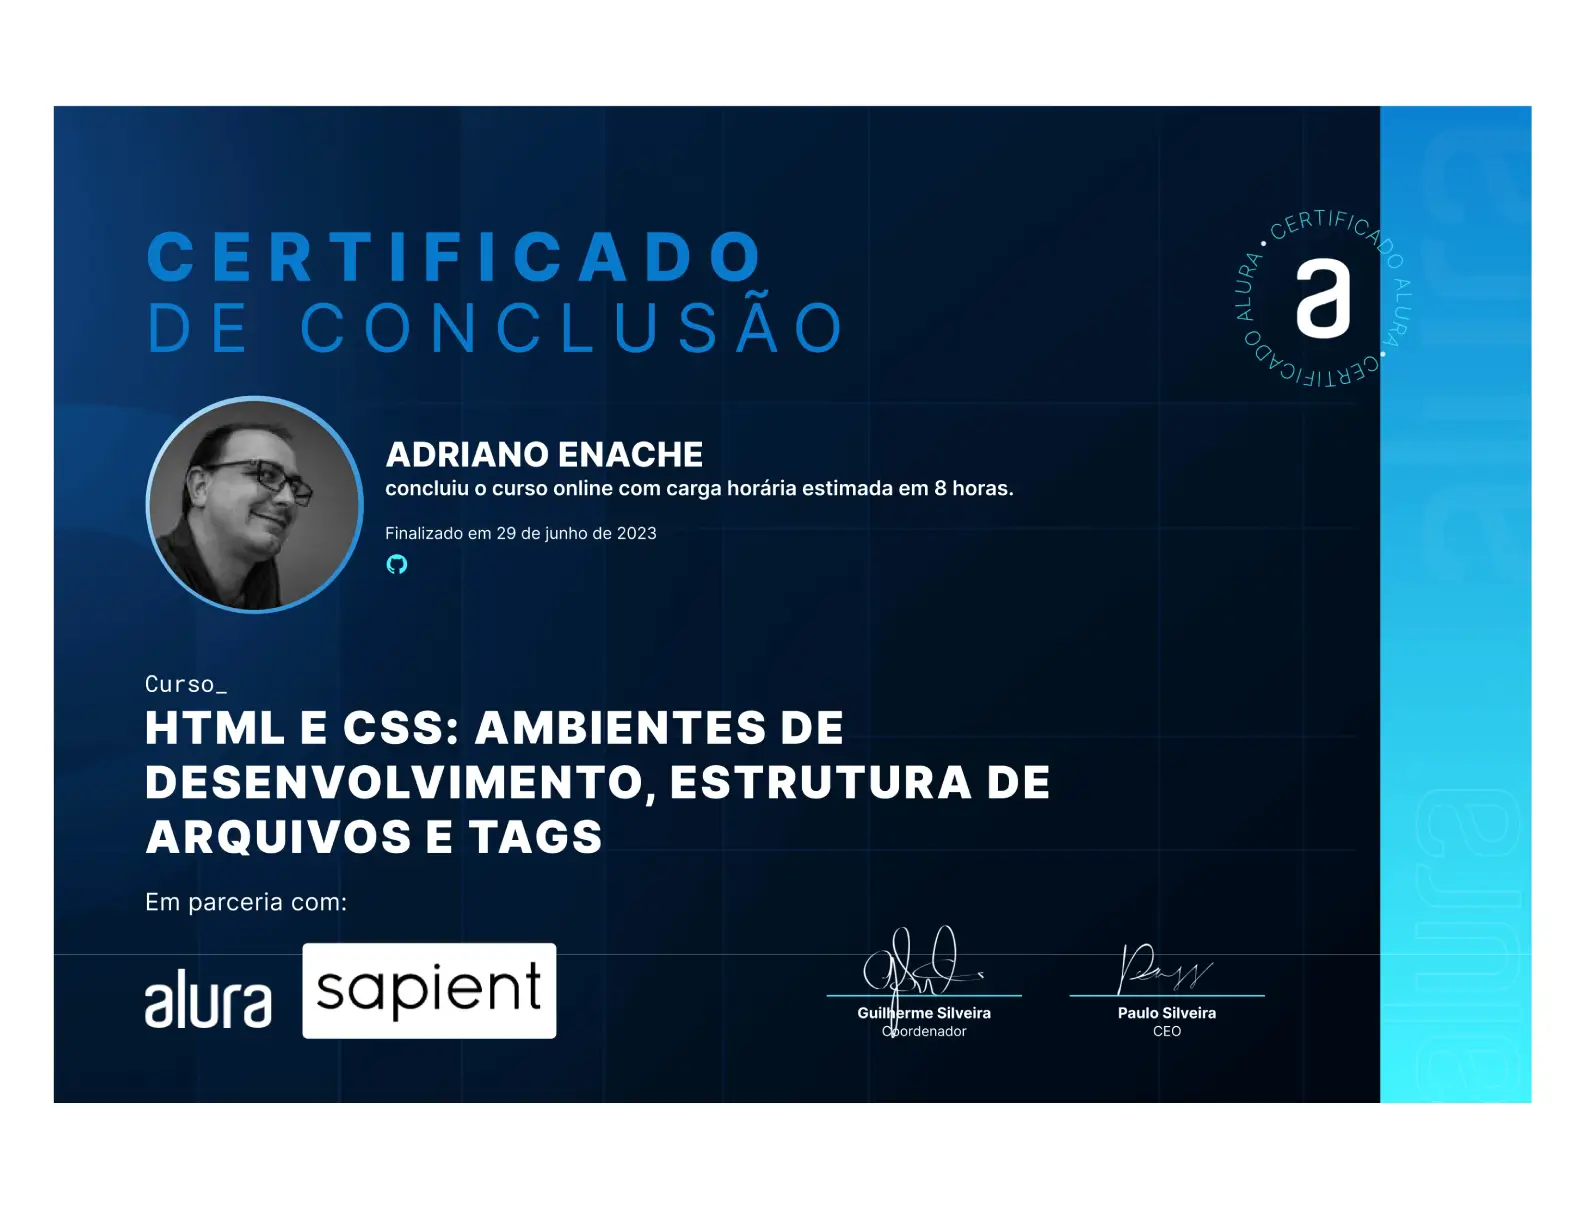 CERTIFICADO
DE CONCLUSÃO
CERTIFICADO ALURA • CERTIFICADO ALURA •
a
ADRIANO ENACHE
concluiu o curso online com carga horária estimada em 8 horas.
Finalizado em 29 de junho de 2023
Curso_
HTML E CSS: AMBIENTES DE
DESENVOLVIMENTO, ESTRUTURA DE
ARQUIVOS E TAGS
Em parceria com:
alura
sapient
Guilherme Silveira
Coordenador
Paulo Silveira
CEO
alura
alura